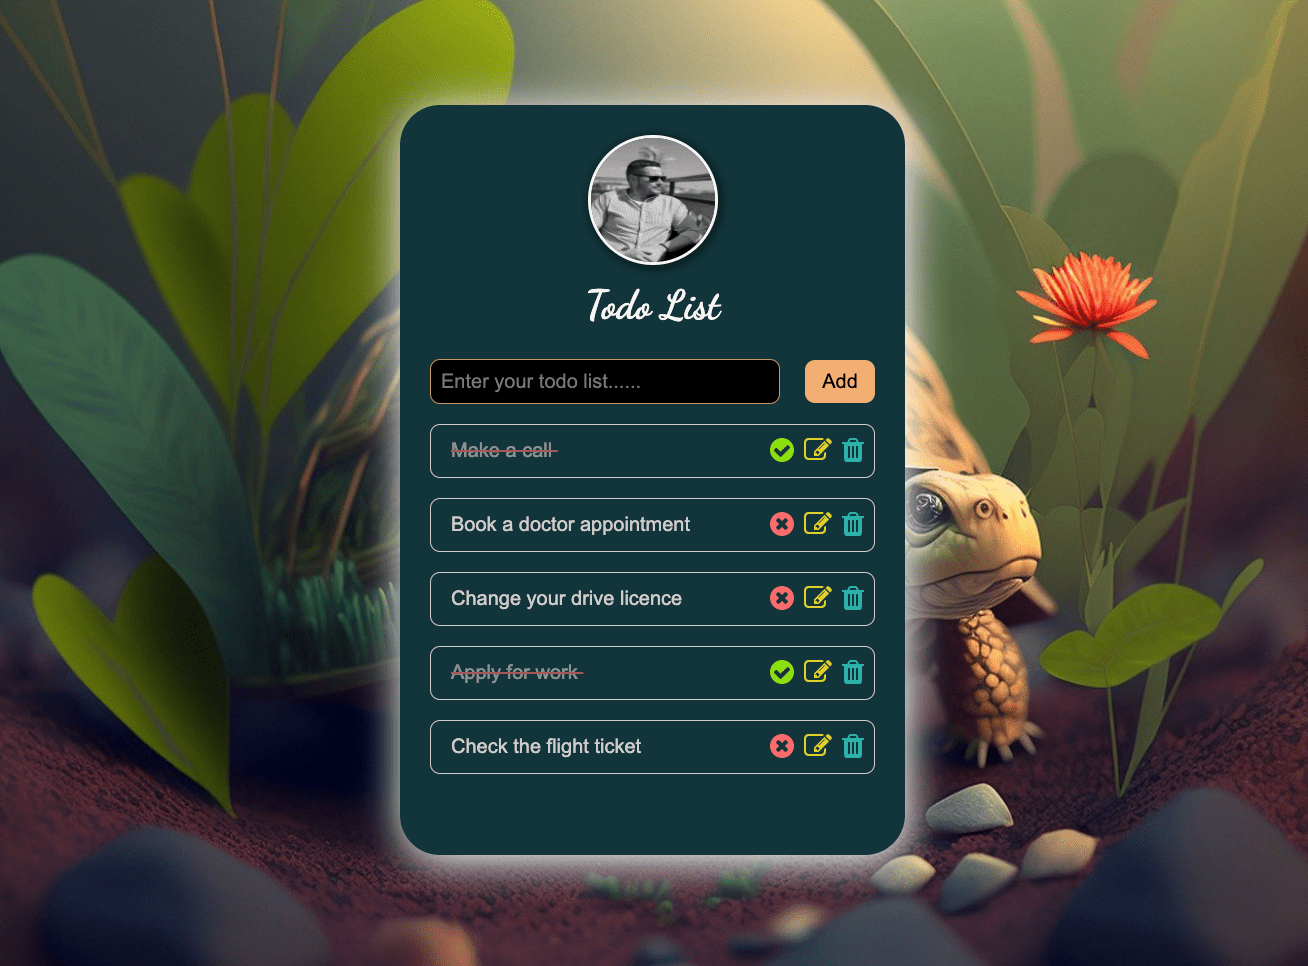 Todo List
Enter your todo list......
Add
Make a call
Book a doctor appointment
Change your drive licence
Apply for work
Check the flight ticket